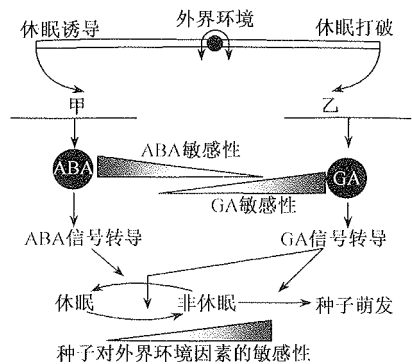 休眠诱导 外界环境 休眠打破
甲 乙
ABA ABA敏感性 GA
GA敏感性
ABA信号转导 GA信号转导
休眠 非休眠 种子萌发
种子对外界环境因素的敏感性